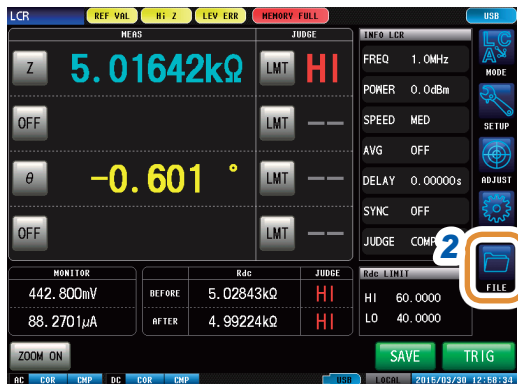 LCR REF VAL Hi Z LEV ERR MEMORY FULL USB
MEAS JUDGE INFO LCR
Z 5.01642kΩ LMT HI
OFF LMT ---
θ -0.601 ° LMT ---
OFF LMT ---
FREQ 1.0MHz
POWER 0.0dBm
SPEED MED
AVG OFF
DELAY 0.00000s
SYNC OFF
JUDGE COMP
LC
MODE
SETUP
ADJUST
2
FILE
MONITOR Rdc JUDGE Rdc LIMIT
442.800mV BEFORE 5.02843kΩ HI HI 60.0000
88.2701μA AFTER 4.99224kΩ HI LO 40.0000
ZOOM ON SAVE TRIG
AC COR CMP DC COR CMP USB LOCAL 2015/03/30 12:58:34